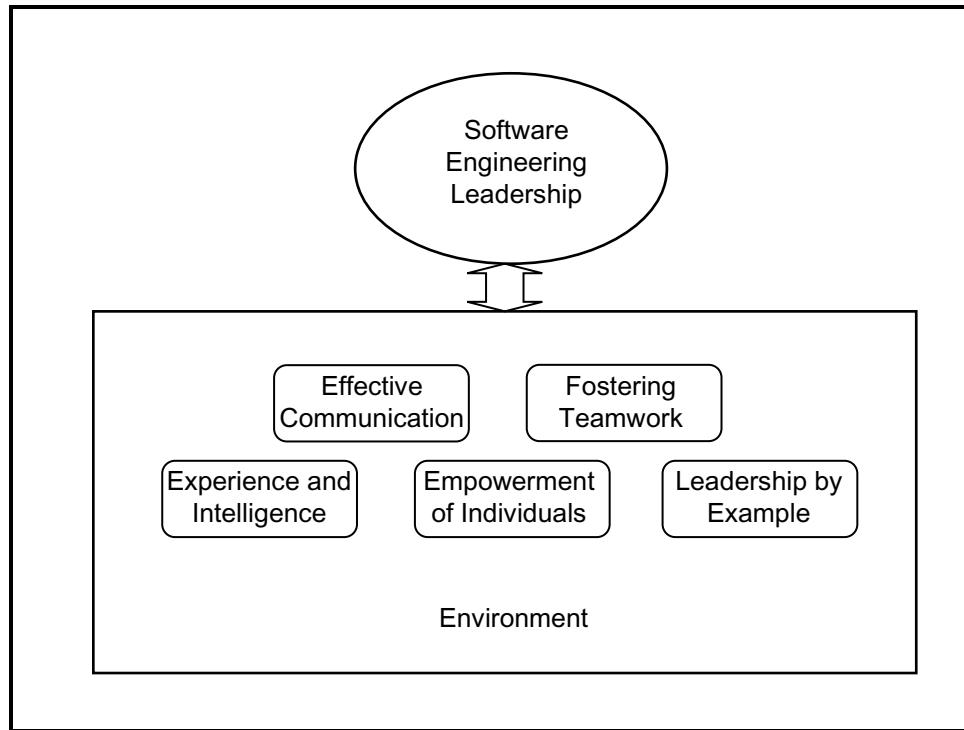 Software
Engineering
Leadership
Effective
Communication
Fostering
Teamwork
Experience and
Intelligence
Empowerment
of Individuals
Leadership by
Example
Environment